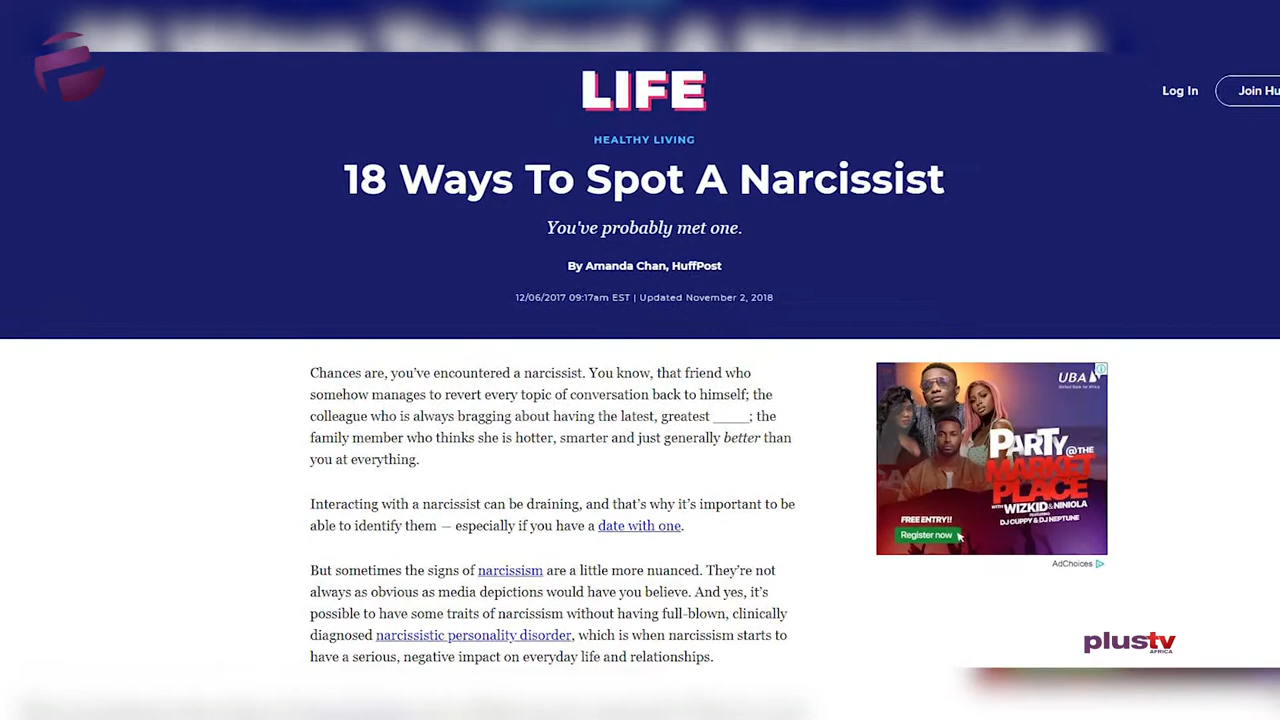 LIFE
Log In
Join Hu
HEALTHY LIVING
18 Ways To Spot A Narcissist
You've probably met one.
By Amanda Chan, HuffPost
12/06/2017 09:17am EST | Updated November 2, 2018
Chances are, you've encountered a narcissist. You know, that friend who
somehow manages to revert every topic of conversation back to himself; the
colleague who is always bragging about having the latest, greatest _____; the
family member who thinks she is hotter, smarter and just generally better than
you at everything.
Interacting with a narcissist can be draining, and that's why it's important to be
able to identify them — especially if you have a date with one.
But sometimes the signs of narcissism are a little more nuanced. They're not
always as obvious as media depictions would have you believe. And yes, it's
possible to have some traits of narcissism without having full-blown, clinically
diagnosed narcissistic personality disorder, which is when narcissism starts to
have a serious, negative impact on everyday life and relationships.
UBA
United Bank for Africa
PARTY
@THE
MARKET
PLACE
WITH WIZKID & NINIOLA
FEATURING
DJ CUPPY & DJ NEPTUNE
FREE ENTRY!!
Register now
AdChoices
plustv
AFRICA